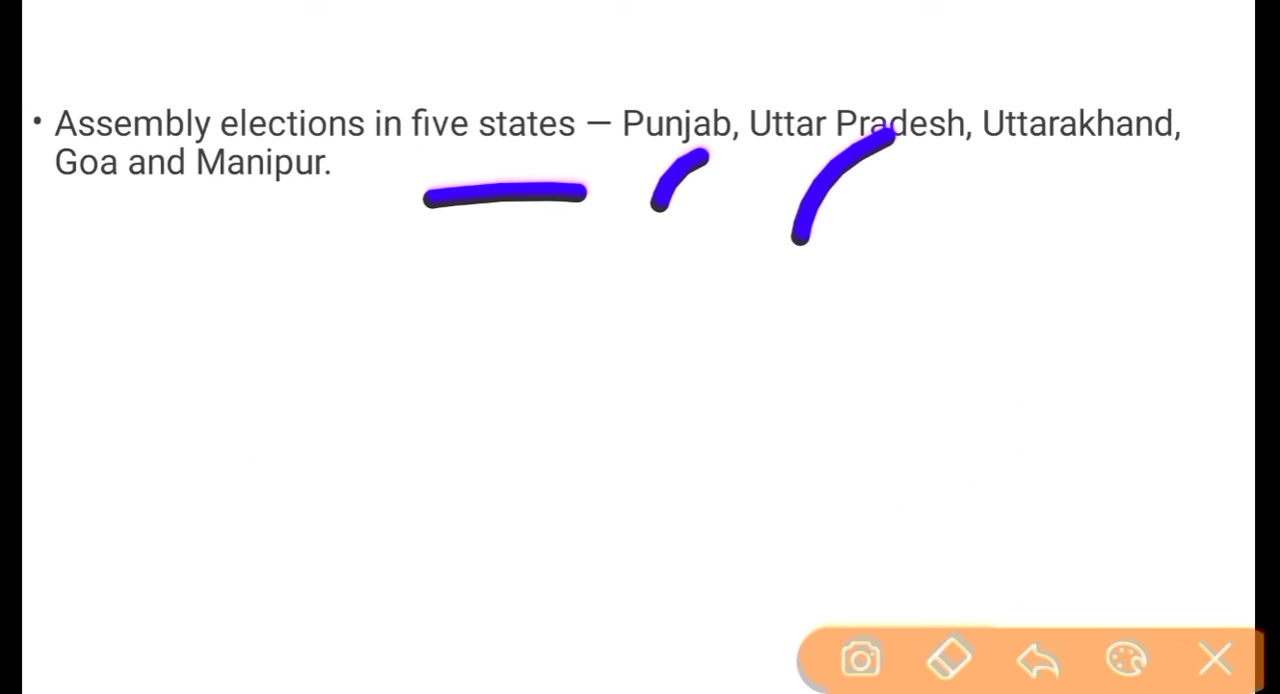 • Assembly elections in five states — Punjab, Uttar Pradesh, Uttarakhand,
Goa and Manipur.